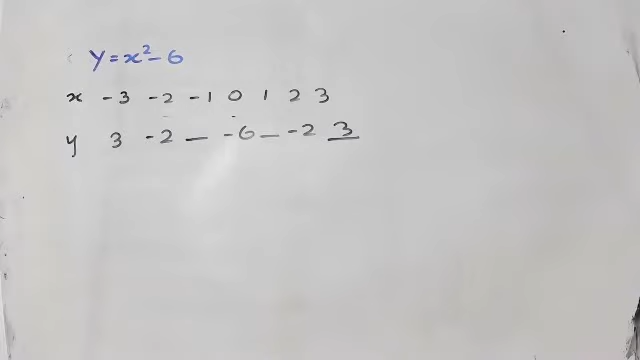 y = x² - 6
x -3 -2 -1 0 1 2 3
y 3 -2 _ -6 _ -2 3